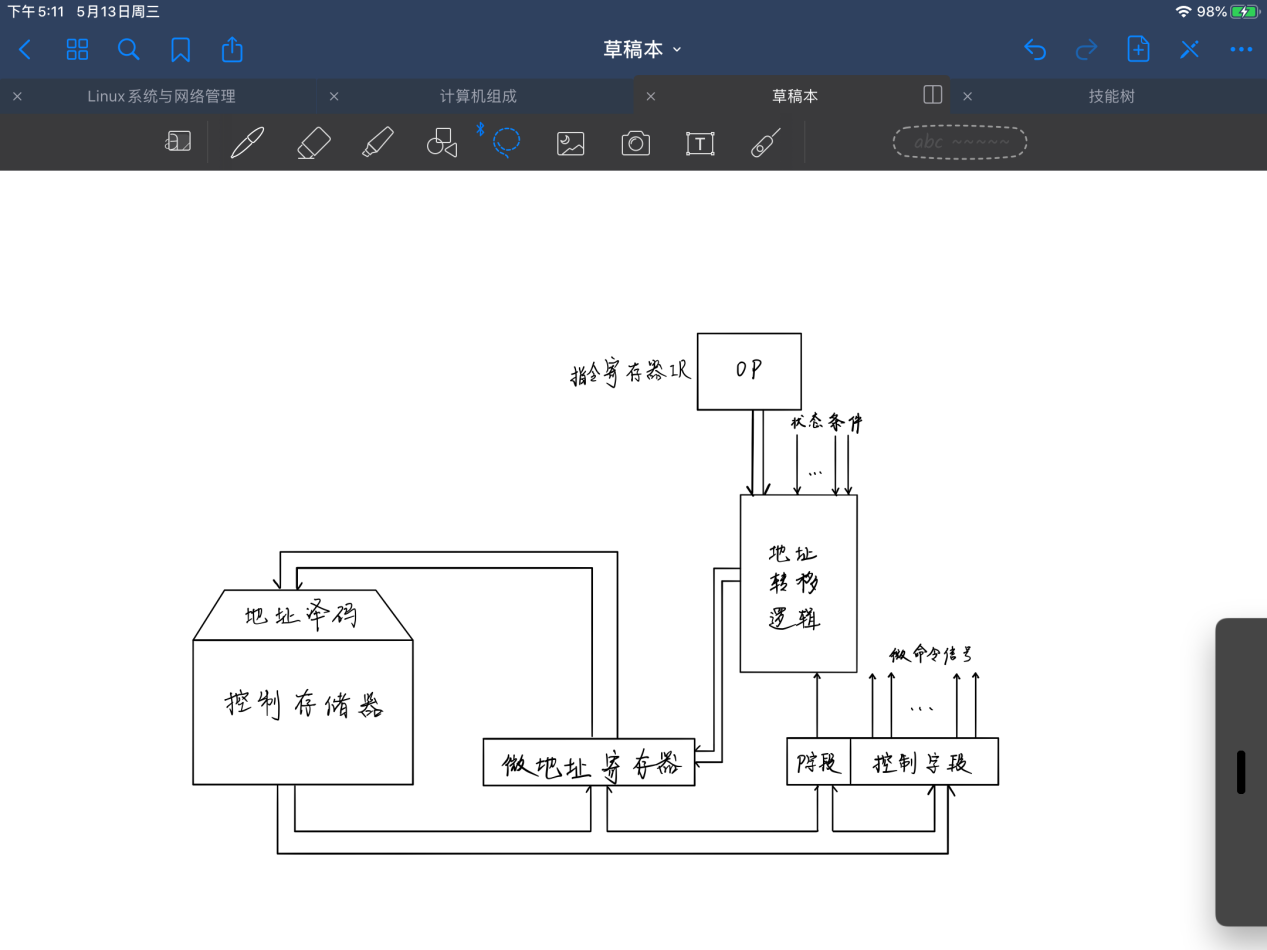 下午5:11 5月13日周三
98%
草稿本
Linux系统与网络管理
计算机组成
草稿本
技能树
T
abc ~~~~~
指令寄存器IR
OP
状态条件
...
地址
转移
逻辑
地址译码
控制存储器
微命令信号
...
微地址寄存器
P字段
控制字段